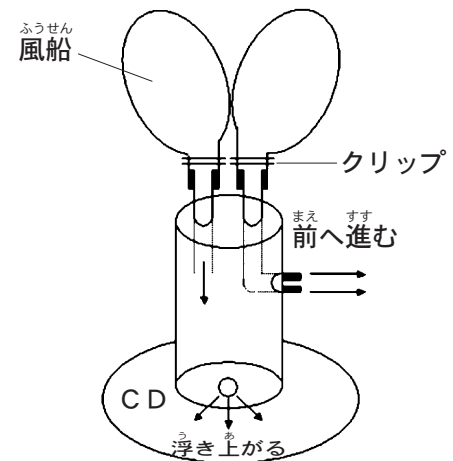 ふうせん
風船
クリップ
まえ すす
前へ進む
ＣＤ
う あ
浮き上がる